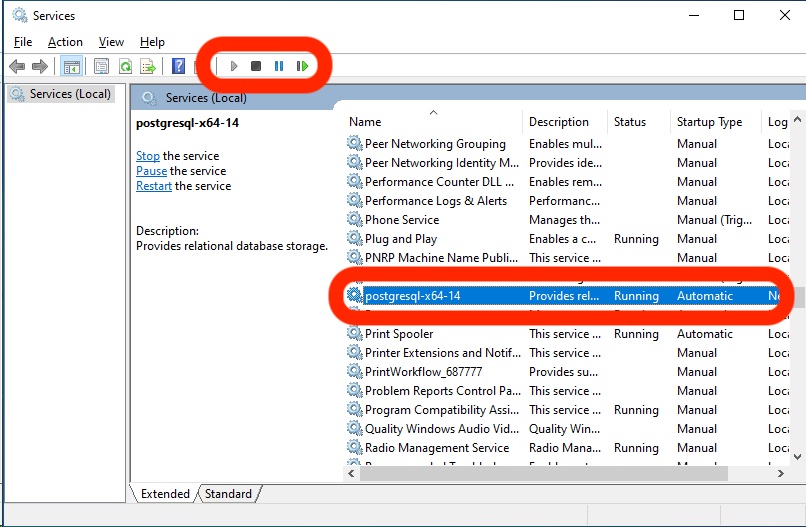 Services
File Action View Help
Services (Local)
Services (Local)
postgresql-x64-14
Stop the service
Pause the service
Restart the service
Description:
Provides relational database storage.
Name Description Status Startup Type Log
Peer Networking Grouping Enables mul... Manual Loca
Peer Networking Identity M... Provides ide... Manual Loca
Performance Counter DLL ... Enables rem... Manual Loca
Performance Logs & Alerts Performanc... Manual Loca
Phone Service Manages th... Manual (Trig... Loca
Plug and Play Enables a c... Running Manual Loca
PNRP Machine Name Publi... This service ... Manual Loca
postgresql-x64-14 Provides rel... Running Automatic
Print Spooler This service ... Running Automatic Loca
Printer Extensions and Notif... This service ... Manual Loca
PrintWorkflow_687777 Provides su... Manual Loca
Problem Reports Control Pa... This service ... Manual Loca
Program Compatibility Assi... This service ... Running Manual Loca
Quality Windows Audio Vid... Quality Win... Manual Loca
Radio Management Service Radio Mana... Running Manual Loca
Extended Standard